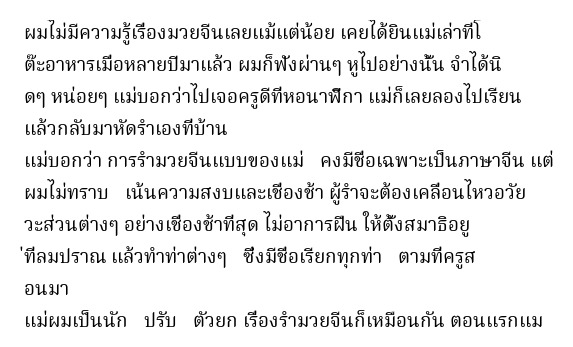 ผมไม่มีความรู้เรื่องมวยจีนเลยแม้แต่น้อย เคยได้ยินแม่เล่าที่โ
ต๊ะอาหารเมื่อหลายปีมาแล้ว ผมก็ฟังผ่านๆ หูไปอย่างนั้น จำได้นิ
ดๆ หน่อยๆ แม่บอกว่าไปเจอครูดีที่หอนาฬิกา แม่ก็เลยลองไปเรียน
แล้วกลับมาหัดรำเองที่บ้าน
แม่บอกว่า การรำมวยจีนแบบของแม่ คงมีชื่อเฉพาะเป็นภาษาจีน แต่
ผมไม่ทราบ เน้นความสงบและเชื่องช้า ผู้รำจะต้องเคลื่อนไหวอวัย
วะส่วนต่างๆ อย่างเชื่องช้าที่สุด ไม่อาการฝืน ให้ตั้งสมาธิอยู
่ที่ลมปราณ แล้วทำท่าต่างๆ ซึ่งมีชื่อเรียกทุกท่า ตามที่ครูส
อนมา
แม่ผมเป็นนัก ปรับ ตัวยก เรื่องรำมวยจีนก็เหมือนกัน ตอนแรกแม